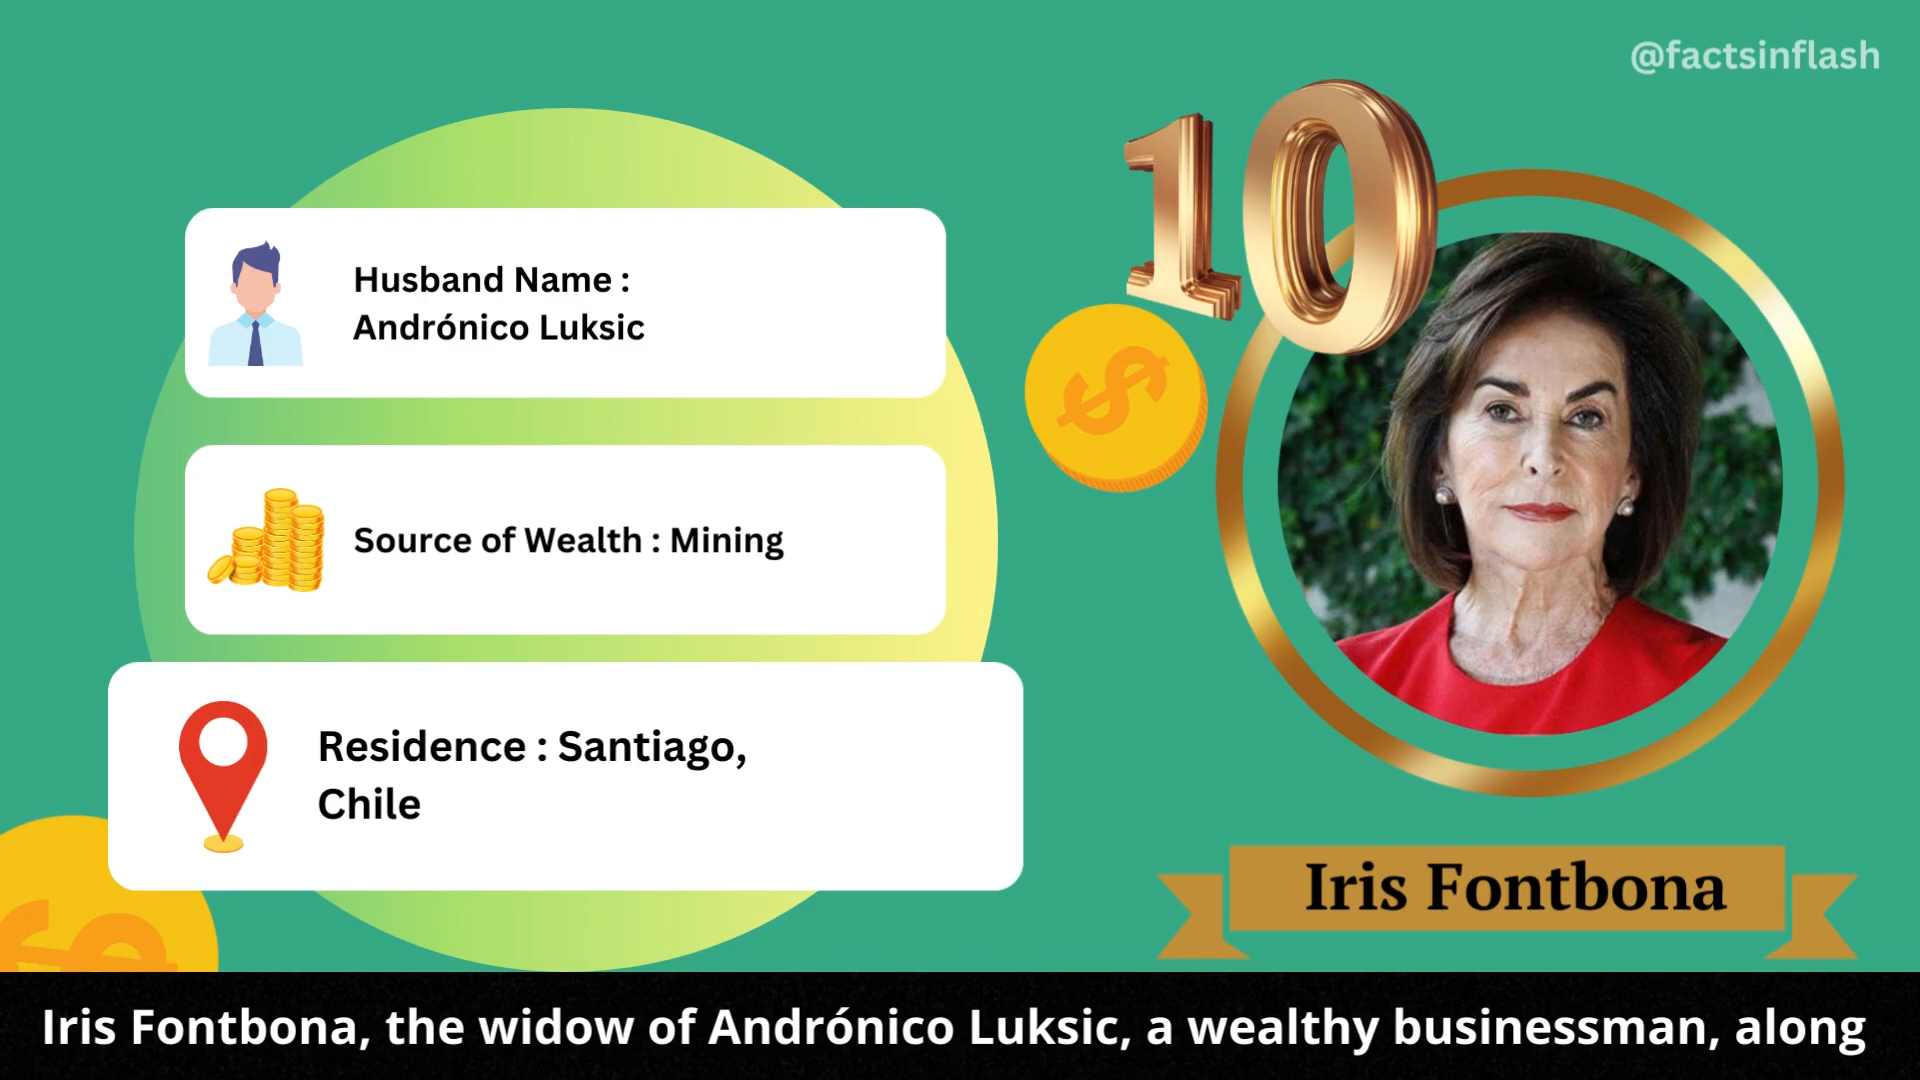 @factsinflash
10
Husband Name :
Andrónico Luksic
Source of Wealth : Mining
Residence : Santiago,
Chile
Iris Fontbona
Iris Fontbona, the widow of Andrónico Luksic, a wealthy businessman, along